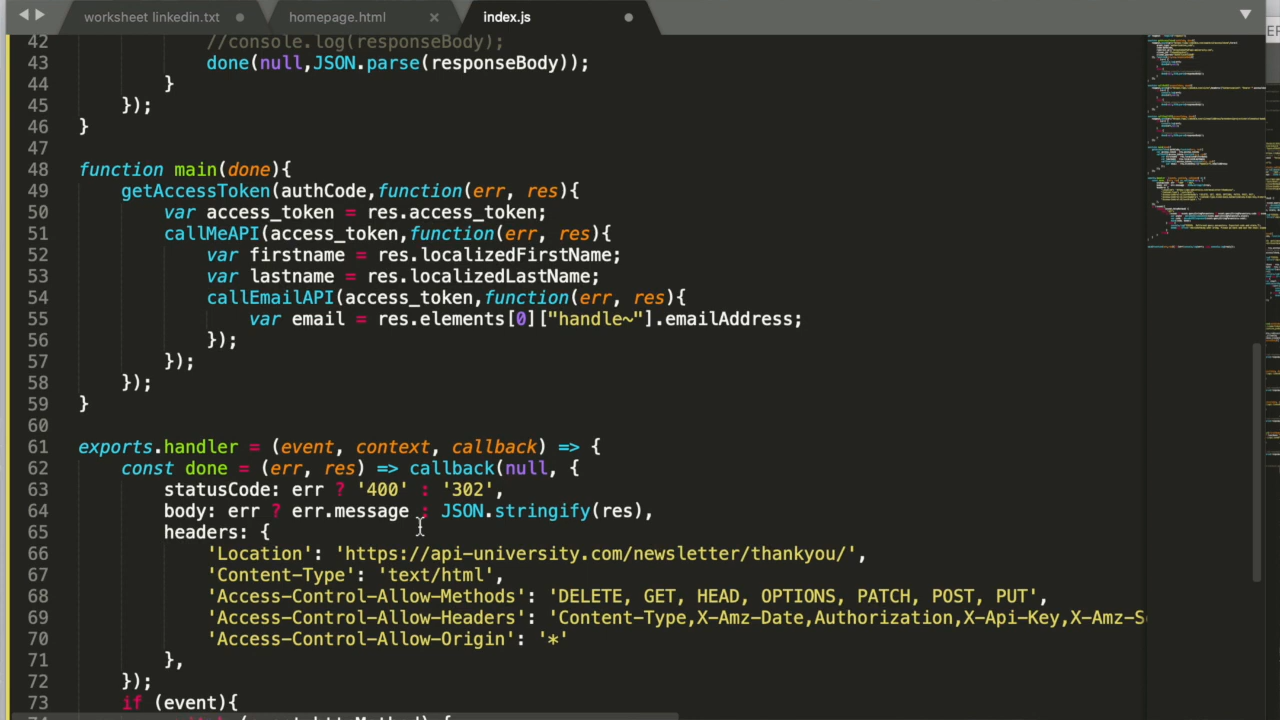 worksheet linkedin.txt
homepage.html
index.js
42 //console.log(responseBody);
43 done(null,JSON.parse(responseBody));
44 }
45 });
46 }
47
48 function main(done){
49 getAccessToken(authCode,function(err, res){
50 var access_token = res.access_token;
51 callMeAPI(access_token,function(err, res){
52 var firstname = res.localizedFirstName;
53 var lastname = res.localizedLastName;
54 callEmailAPI(access_token,function(err, res){
55 var email = res.elements[0]["handle~"].emailAddress;
56 });
57 });
58 });
59 }
60
61 exports.handler = (event, context, callback) => {
62 const done = (err, res) => callback(null, {
63 statusCode: err ? '400' : '302',
64 body: err ? err.message : JSON.stringify(res),
65 headers: {
66 'Location': 'https://api-university.com/newsletter/thankyou/',
67 'Content-Type': 'text/html',
68 'Access-Control-Allow-Methods': 'DELETE, GET, HEAD, OPTIONS, PATCH, POST, PUT',
69 'Access-Control-Allow-Headers': 'Content-Type,X-Amz-Date,Authorization,X-Api-Key,X-Amz-S
70 'Access-Control-Allow-Origin': '*'
71 },
72 });
73 if (event){